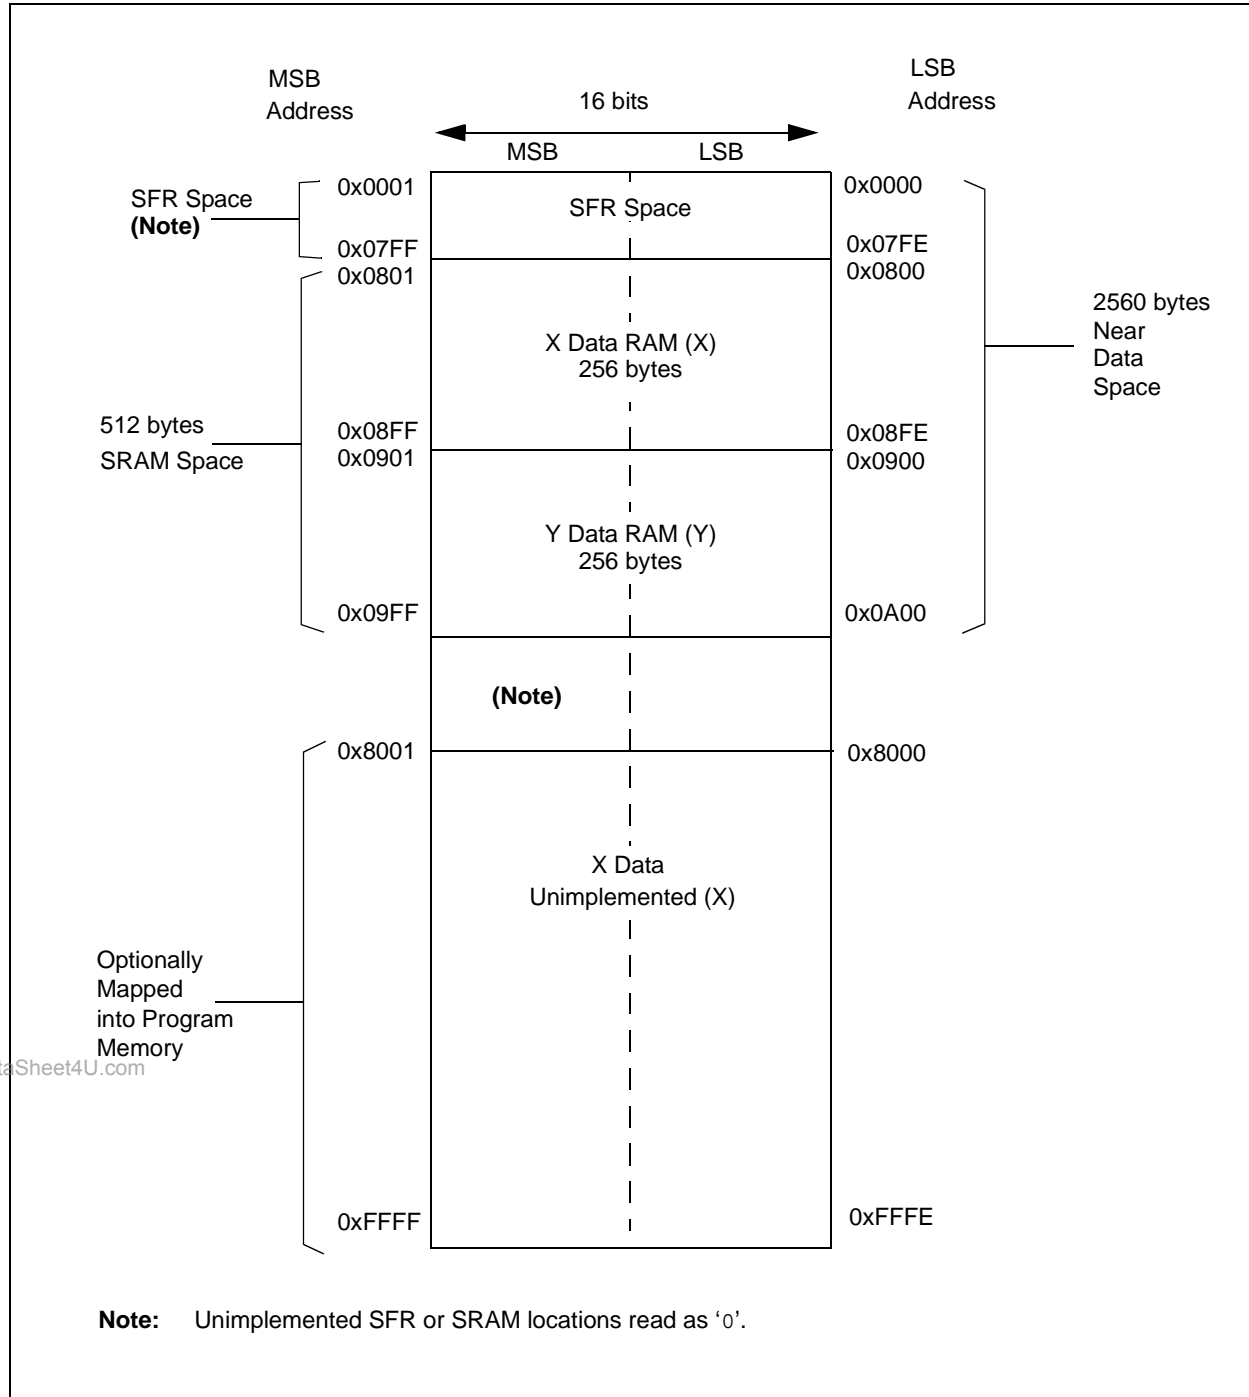 MSB
Address
LSB
Address
16 bits
MSB
LSB
SFR Space
(Note)
0x0001
SFR Space
0x0000
0x07FF
0x07FE
0x0801
0x0800
X Data RAM (X)
256 bytes
2560 bytes
Near
Data
Space
512 bytes
SRAM Space
0x08FF
0x08FE
0x0901
0x0900
Y Data RAM (Y)
256 bytes
0x09FF
0x0A00
(Note)
0x8001
0x8000
X Data
Unimplemented (X)
Optionally
Mapped
into Program
Memory
taSheet4U.com
0xFFFF
0xFFFE
Note: Unimplemented SFR or SRAM locations read as ‘0’.